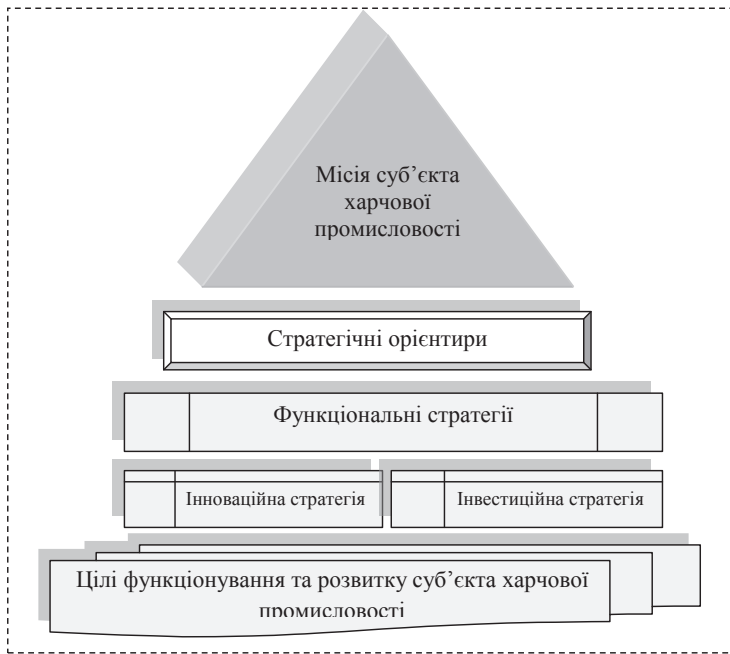 Місія суб’єкта
харчової
промисловості
Стратегічні орієнтири
Функціональні стратегії
Інноваційна стратегія
Інвестиційна стратегія
Цілі функціонування та розвитку суб’єкта харчової
промисловості